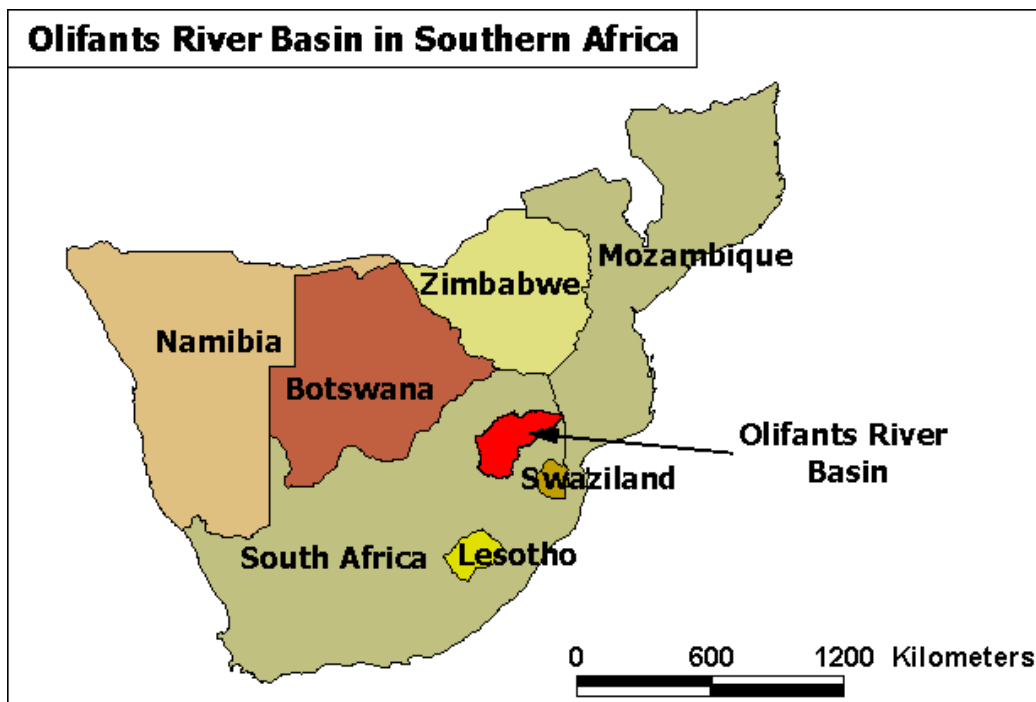 Olifants River Basin in Southern Africa
Mozambique
Zimbabwe
Namibia
Botswana
Olifants River
Basin
Swaziland
South Africa
Lesotho
0 600 1200 Kilometers